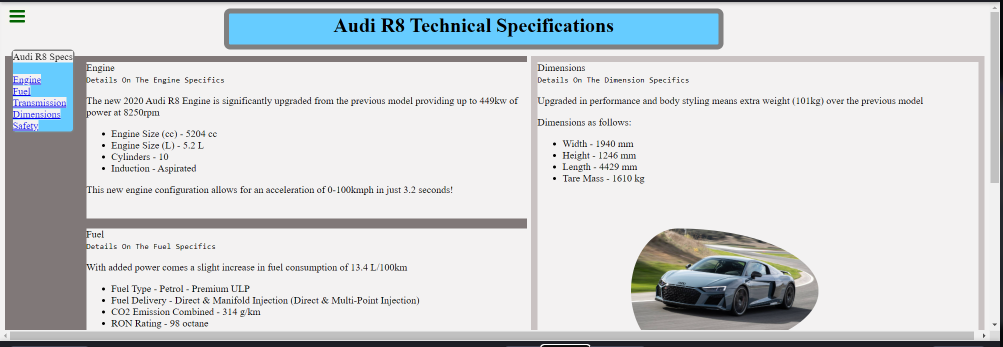 Audi R8 Technical Specifications
Audi R8 Specs
Engine
Fuel
Transmission
Dimensions
Safety
Engine
Details On The Engine Specifics
The new 2020 Audi R8 Engine is significantly upgraded from the previous model providing up to 449kw of
power at 8250rpm
• Engine Size (cc) - 5204 cc
• Engine Size (L) - 5.2 L
• Cylinders - 10
• Induction - Aspirated
This new engine configuration allows for an acceleration of 0-100kmph in just 3.2 seconds!
Fuel
Details On The Fuel Specifics
With added power comes a slight increase in fuel consumption of 13.4 L/100km
• Fuel Type - Petrol - Premium ULP
• Fuel Delivery - Direct & Manifold Injection (Direct & Multi-Point Injection)
• CO2 Emission Combined - 314 g/km
• RON Rating - 98 octane
Dimensions
Details On The Dimension Specifics
Upgraded in performance and body styling means extra weight (101kg) over the previous model
Dimensions as follows:
• Width - 1940 mm
• Height - 1246 mm
• Length - 4429 mm
• Tare Mass - 1610 kg